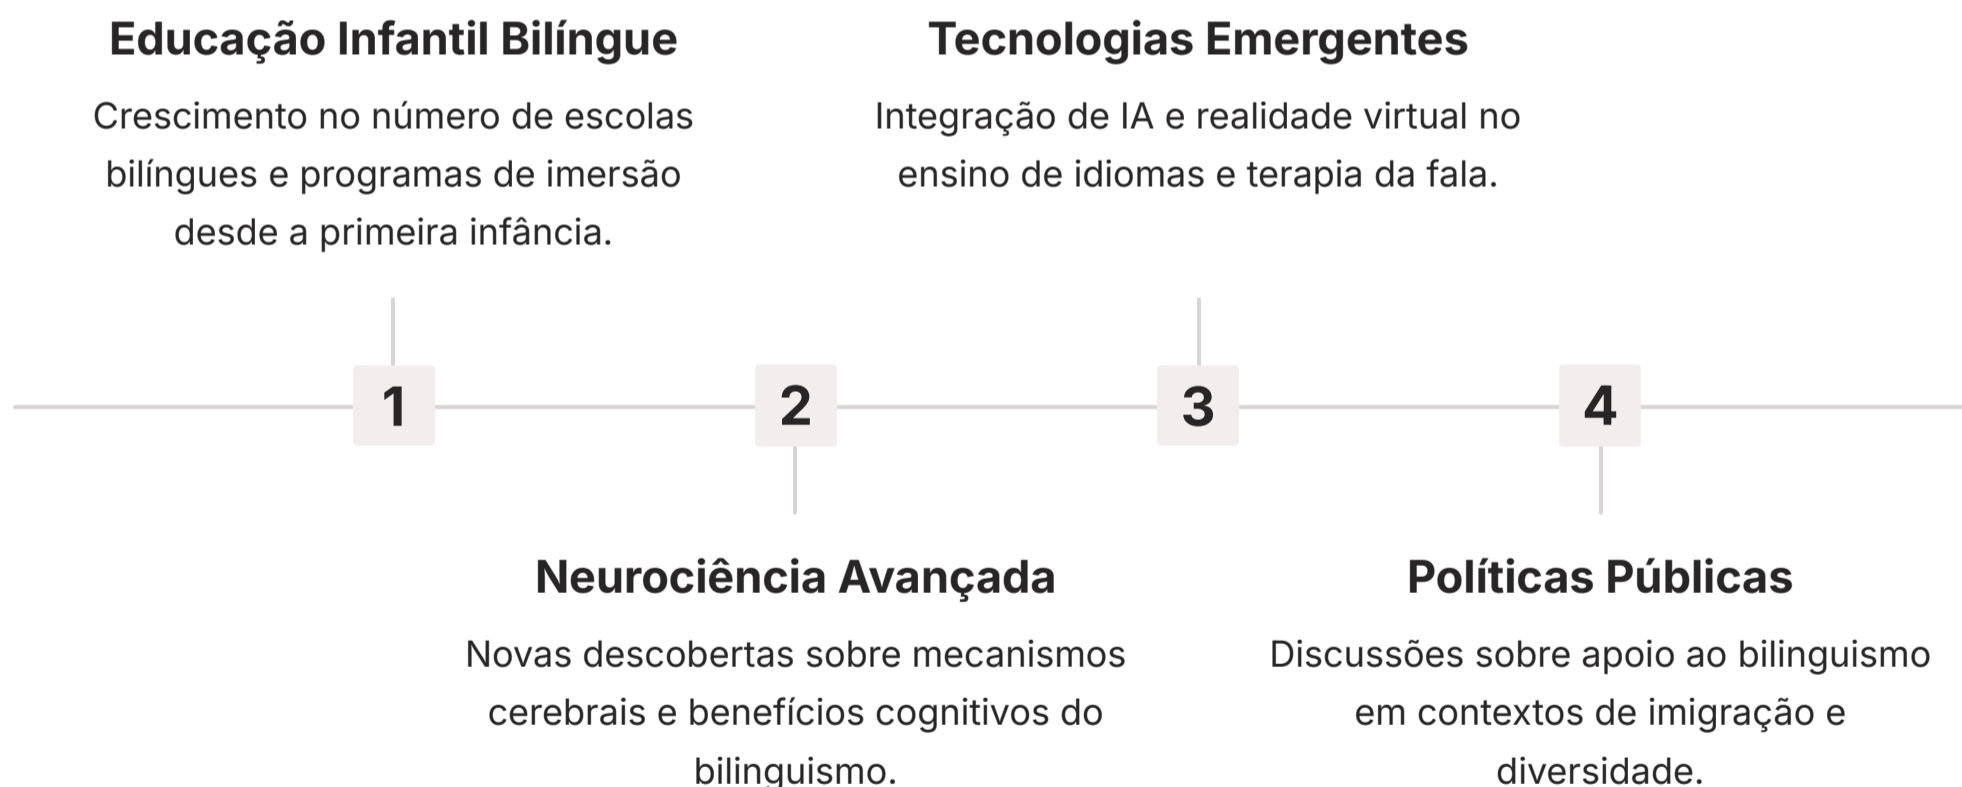 Educação Infantil Bilíngue
Crescimento no número de escolas
bilíngues e programas de imersão
desde a primeira infância.
Tecnologias Emergentes
Integração de IA e realidade virtual no
ensino de idiomas e terapia da fala.
1
2
3
4
Neurociência Avançada
Novas descobertas sobre mecanismos
cerebrais e benefícios cognitivos do
bilinguismo.
Políticas Públicas
Discussões sobre apoio ao bilinguismo
em contextos de imigração e
diversidade.